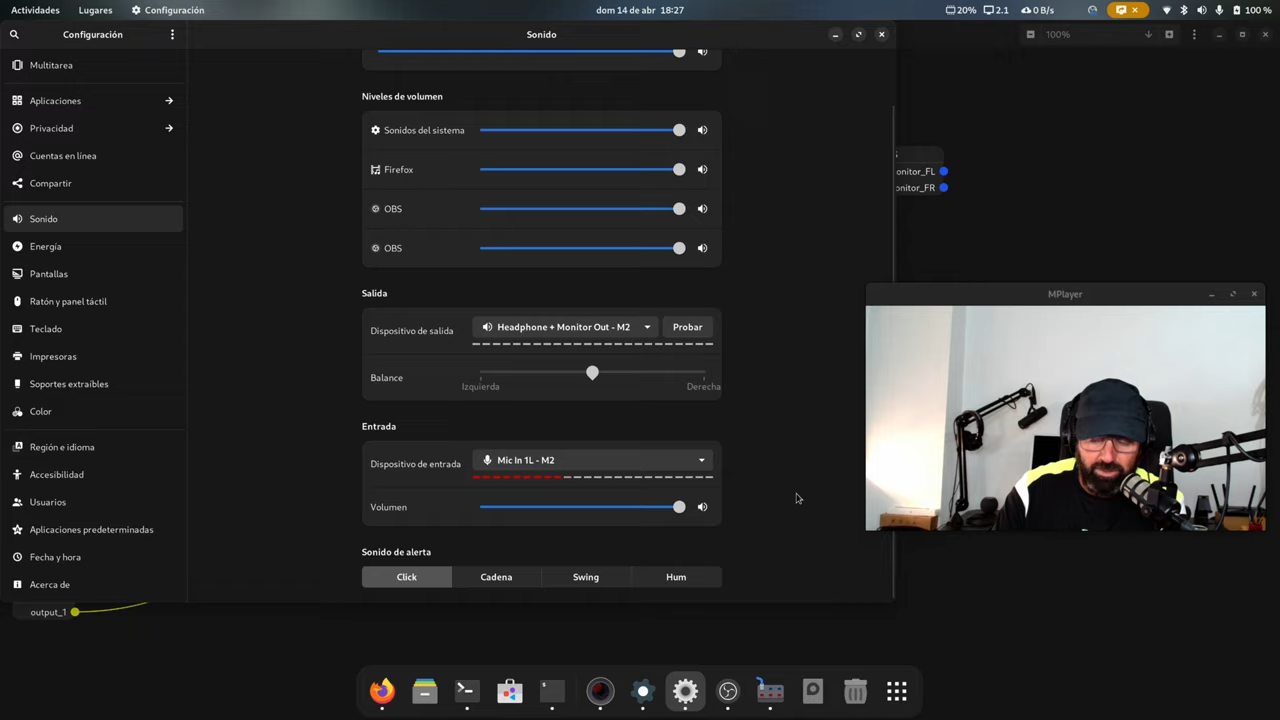 Actividades
Lugares
Configuración
dom 14 de abr 18:27
20%
2.1
0 B/s
100 %
Configuración
Sonido
100%
Multitarea
Aplicaciones
Privacidad
Cuentas en línea
Compartir
Sonido
Energía
Pantallas
Ratón y panel táctil
Teclado
Impresoras
Soportes extraíbles
Color
Región e idioma
Accesibilidad
Usuarios
Aplicaciones predeterminadas
Fecha y hora
Acerca de
output_1
Niveles de volumen
Sonidos del sistema
Firefox
OBS
OBS
Salida
Dispositivo de salida
Headphone + Monitor Out - M2
Probar
Balance
Izquierda
Derecha
Entrada
Dispositivo de entrada
Mic In 1L - M2
Volumen
Sonido de alerta
Click
Cadena
Swing
Hum
onitor_FL
onitor_FR
MPlayer